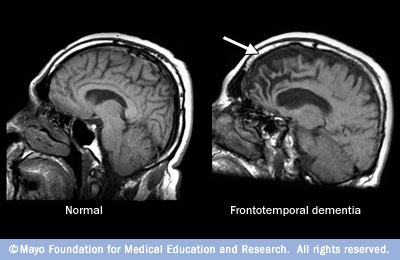 Normal
Frontotemporal dementia
© Mayo Foundation for Medical Education and Research. All rights reserved.